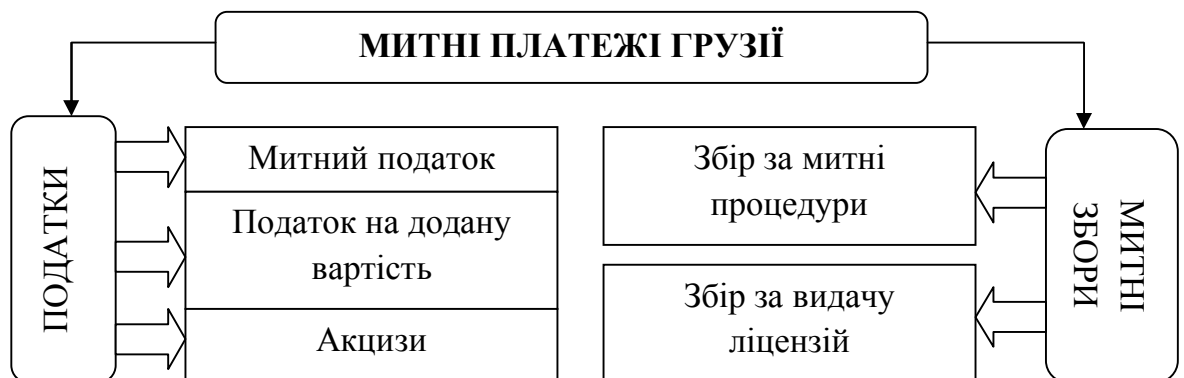 МИТНІ ПЛАТЕЖІ ГРУЗІЇ
ПОДАТКИ
Митний податок
Податок на додану
вартість
Акцизи
Збір за митні
процедури
Збір за видачу
ліцензій
МИТНІ
ЗБОРИ